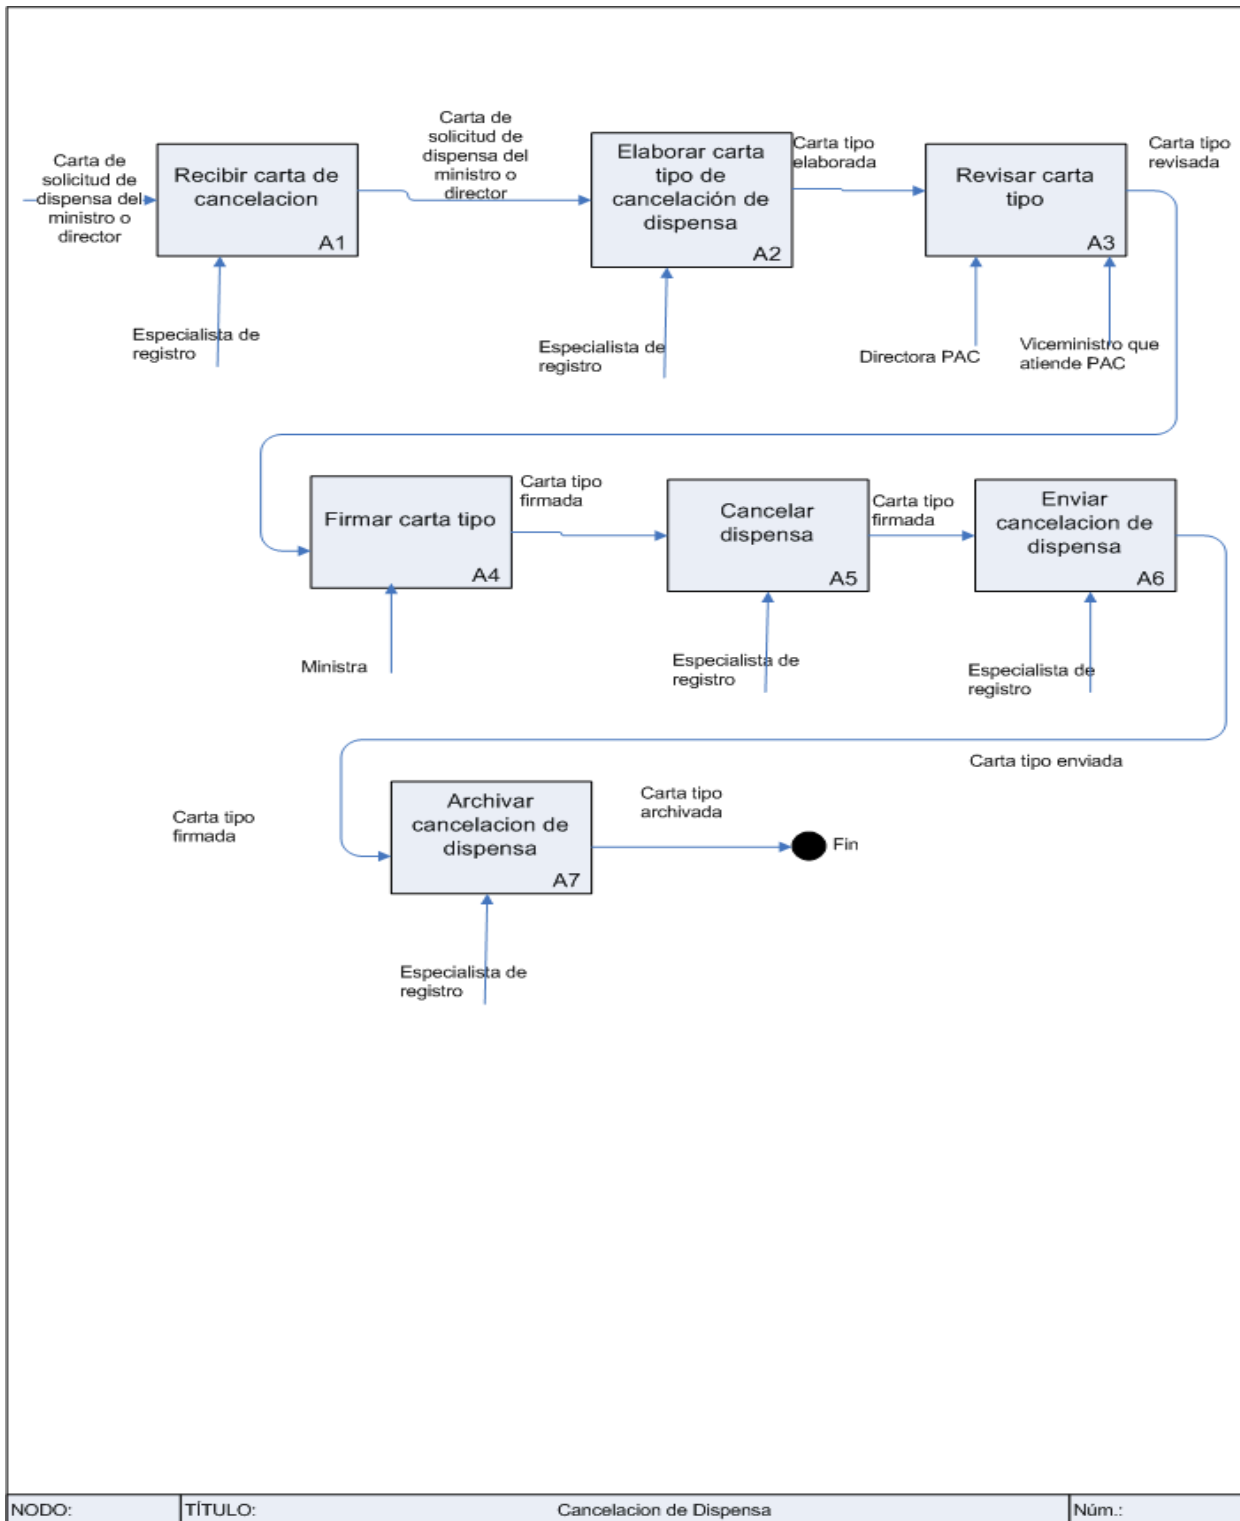 Carta de
solicitud de
dispensa del
ministro o
director
Recibir carta de
cancelacion
A1
Especialista de
registro
Carta de
solicitud de
dispensa del
ministro o
director
Elaborar carta
tipo de
cancelación de
dispensa
A2
Especialista de
registro
Carta tipo
elaborada
Revisar carta
tipo
A3
Directora PAC
Viceministro que
atiende PAC
Carta tipo
revisada
Firmar carta tipo
A4
Ministra
Carta tipo
firmada
Cancelar
dispensa
A5
Especialista de
registro
Carta tipo
firmada
Enviar
cancelacion de
dispensa
A6
Especialista de
registro
Carta tipo enviada
Carta tipo
firmada
Archivar
cancelacion de
dispensa
A7
Especialista de
registro
Carta tipo
archivada
Fin
NODO:
TÍTULO:
Cancelacion de Dispensa
Núm.: